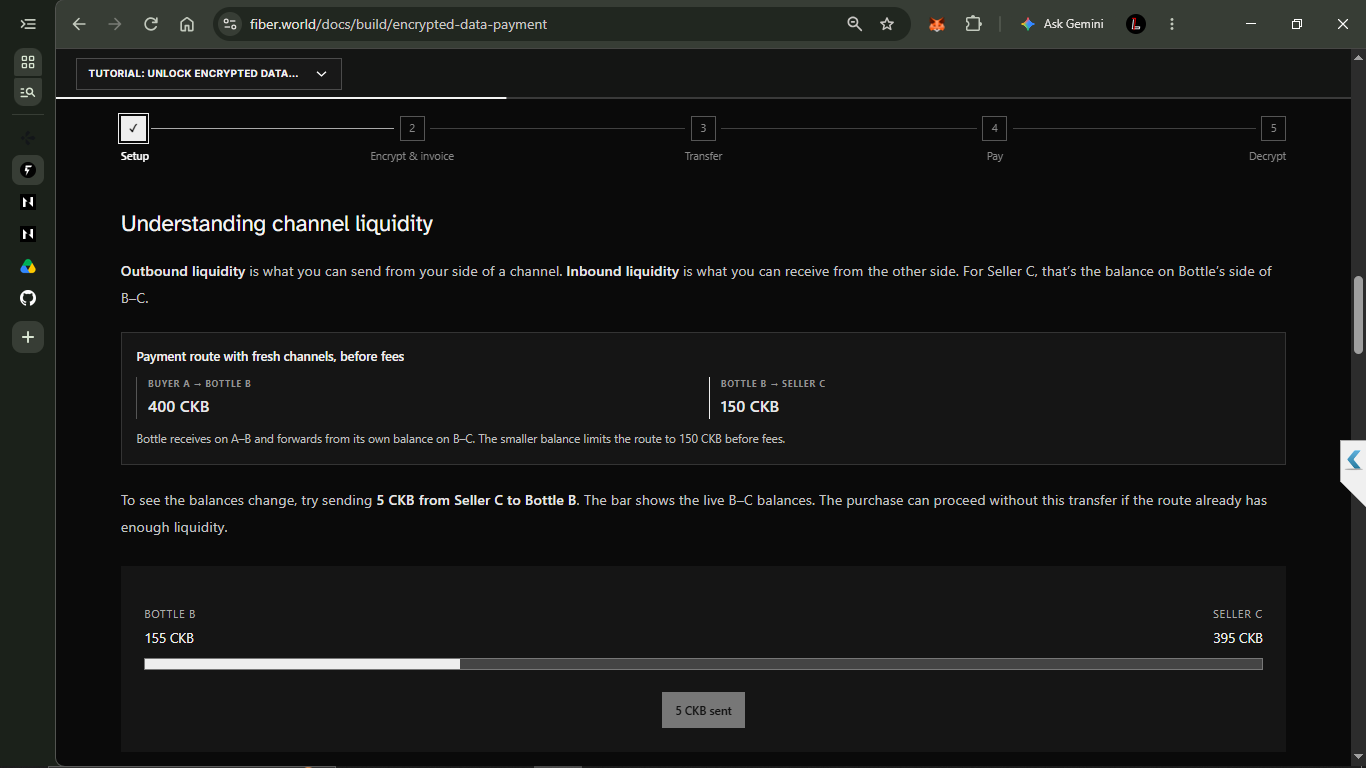 fiber.world/docs/build/encrypted-data-payment
Ask Gemini
TUTORIAL: UNLOCK ENCRYPTED DATA...
✓ 2 3 4 5
Setup Encrypt & invoice Transfer Pay Decrypt
Understanding channel liquidity
Outbound liquidity is what you can send from your side of a channel. Inbound liquidity is what you can receive from the other side. For Seller C, that's the balance on Bottle's side of
B–C.
Payment route with fresh channels, before fees
BUYER A → BOTTLE B BOTTLE B → SELLER C
400 CKB 150 CKB
Bottle receives on A–B and forwards from its own balance on B–C. The smaller balance limits the route to 150 CKB before fees.
To see the balances change, try sending 5 CKB from Seller C to Bottle B. The bar shows the live B–C balances. The purchase can proceed without this transfer if the route already has
enough liquidity.
BOTTLE B SELLER C
155 CKB 395 CKB
5 CKB sent